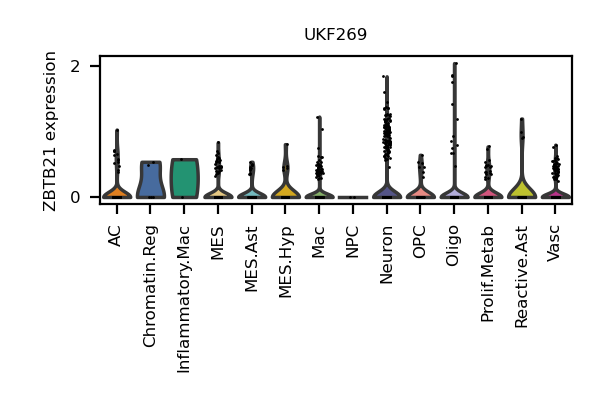 UKF269
ZBTB21 expression
2
0
AC
Chromatin.Reg
Inflammatory.Mac
MES
MES.Ast
MES.Hyp
Mac
NPC
Neuron
OPC
Oligo
Prolif.Metab
Reactive.Ast
Vasc